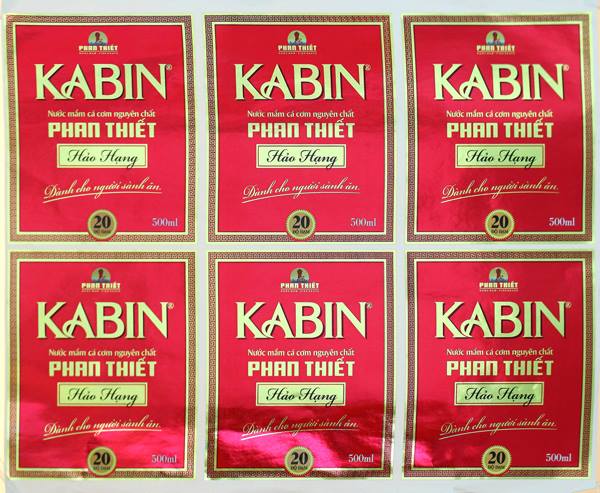 PHAN THIẾT
KABIN®
Nước mắm cá cơm nguyên chất
PHAN THIẾT
Hảo Hạng
Dành cho người sành ăn.
20
ĐỘ ĐẠM
500ml
PHAN THIẾT
KABIN®
Nước mắm cá cơm nguyên chất
PHAN THIẾT
Hảo Hạng
Dành cho người sành ăn.
20
ĐỘ ĐẠM
500ml
PHAN THIẾT
KABIN®
Nước mắm cá cơm nguyên chất
PHAN THIẾT
Hảo Hạng
Dành cho người sành ăn.
20
ĐỘ ĐẠM
500ml
PHAN THIẾT
KABIN®
Nước mắm cá cơm nguyên chất
PHAN THIẾT
Hảo Hạng
Dành cho người sành ăn.
20
ĐỘ ĐẠM
500ml
PHAN THIẾT
KABIN®
Nước mắm cá cơm nguyên chất
PHAN THIẾT
Hảo Hạng
Dành cho người sành ăn.
20
ĐỘ ĐẠM
500ml
PHAN THIẾT
KABIN®
Nước mắm cá cơm nguyên chất
PHAN THIẾT
Hảo Hạng
Dành cho người sành ăn.
20
ĐỘ ĐẠM
500ml